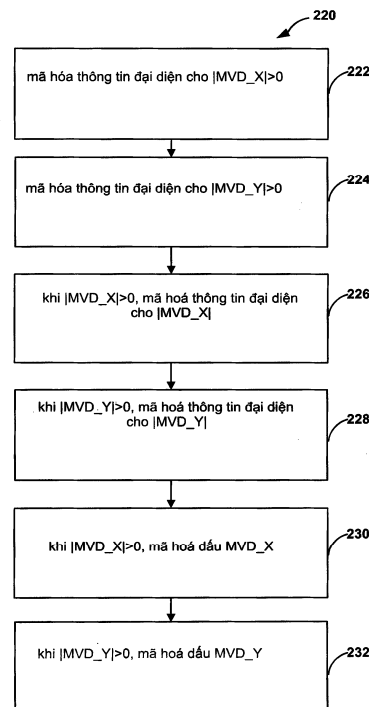 220
mã hóa thông tin đại diện cho |MVD_X|>0
222
mã hóa thông tin đại diện cho |MVD_Y|>0
224
khi |MVD_X|>0, mã hoá thông tin đại diện
cho |MVD_X|
226
khi |MVD_Y|>0, mã hoá thông tin đại diện
cho |MVD_Y|
228
khi |MVD_X|>0, mã hoá dấu MVD_X
230
khi |MVD_Y|>0, mã hoá dấu MVD_Y
232